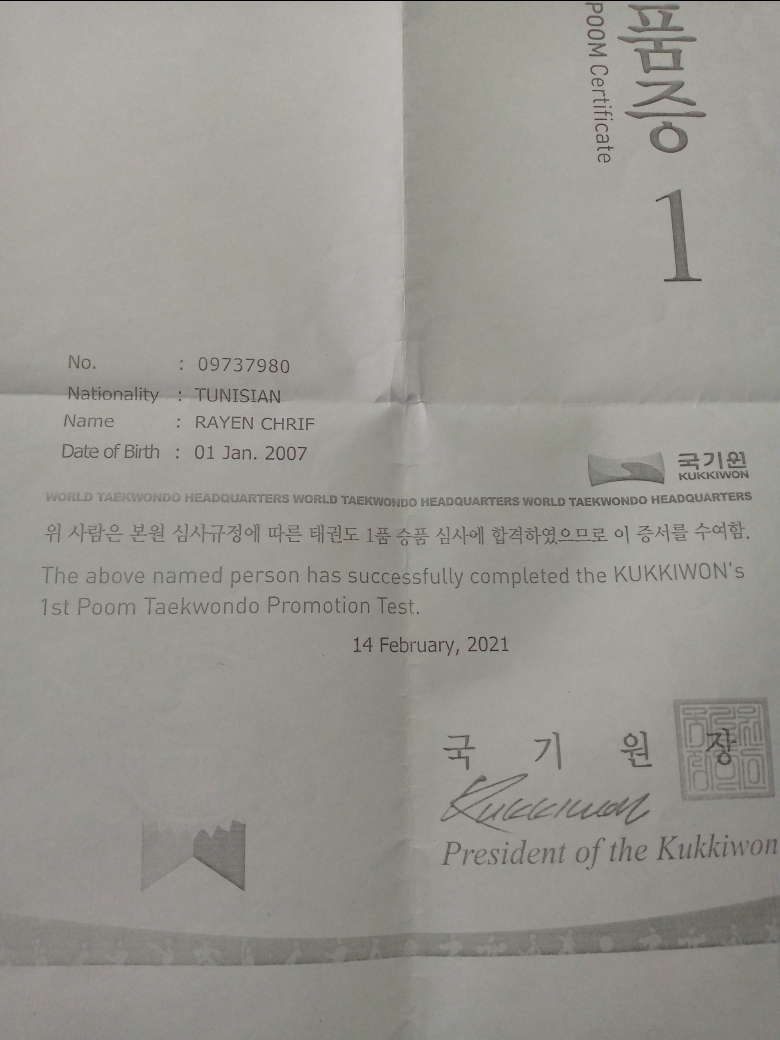 품증
POOM Certificate
1
No. : 09737980
Nationality : TUNISIAN
Name : RAYEN CHRIF
Date of Birth : 01 Jan. 2007
국기원
KUKKIWON
WORLD TAEKWONDO HEADQUARTERS WORLD TAEKWONDO HEADQUARTERS WORLD TAEKWONDO HEADQUARTERS
위 사람은 본원 심사규정에 따른 태권도 1품 승품 심사에 합격하였으므로 이 증서를 수여함.
The above named person has successfully completed the KUKKIWON's
1st Poom Taekwondo Promotion Test.
14 February, 2021
국 기 원 장
Kukkiwon
President of the Kukkiwon